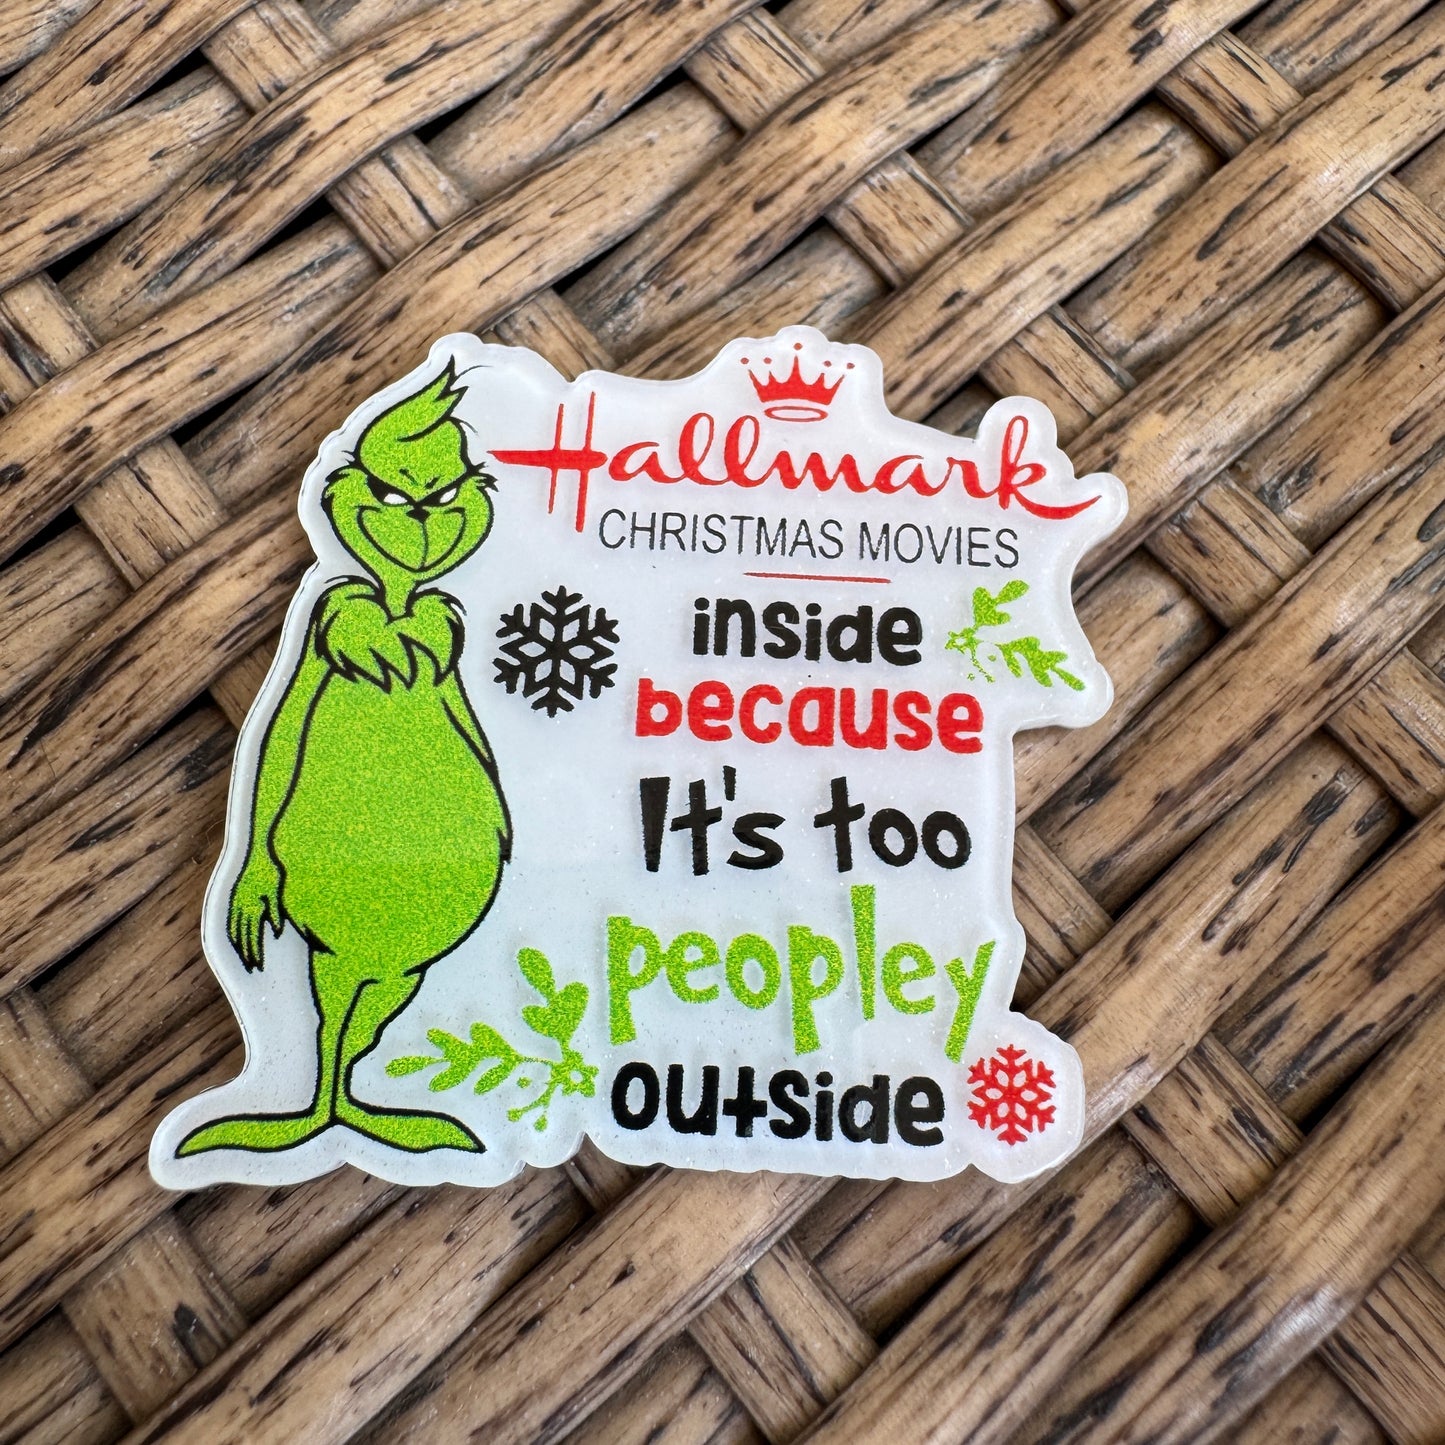 Hallmark
CHRISTMAS MOVIES
inside
because
It's too
peopley
outside